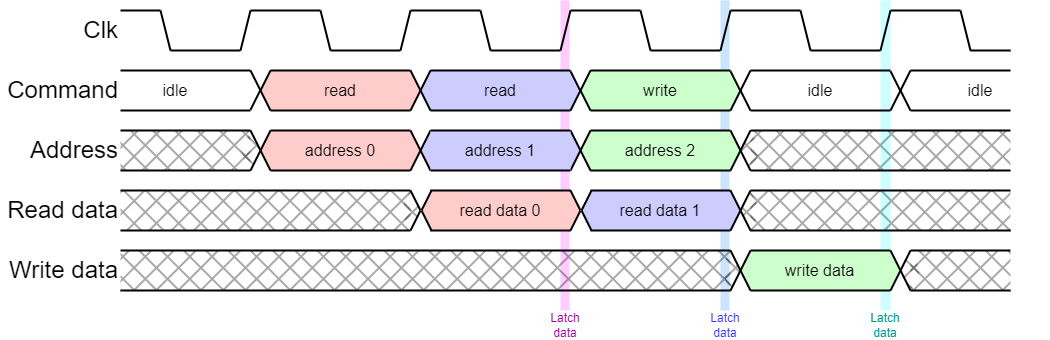 Clk
Command idle read read write idle idle
Address address 0 address 1 address 2
Read data read data 0 read data 1
Write data write data
Latch data Latch data Latch data